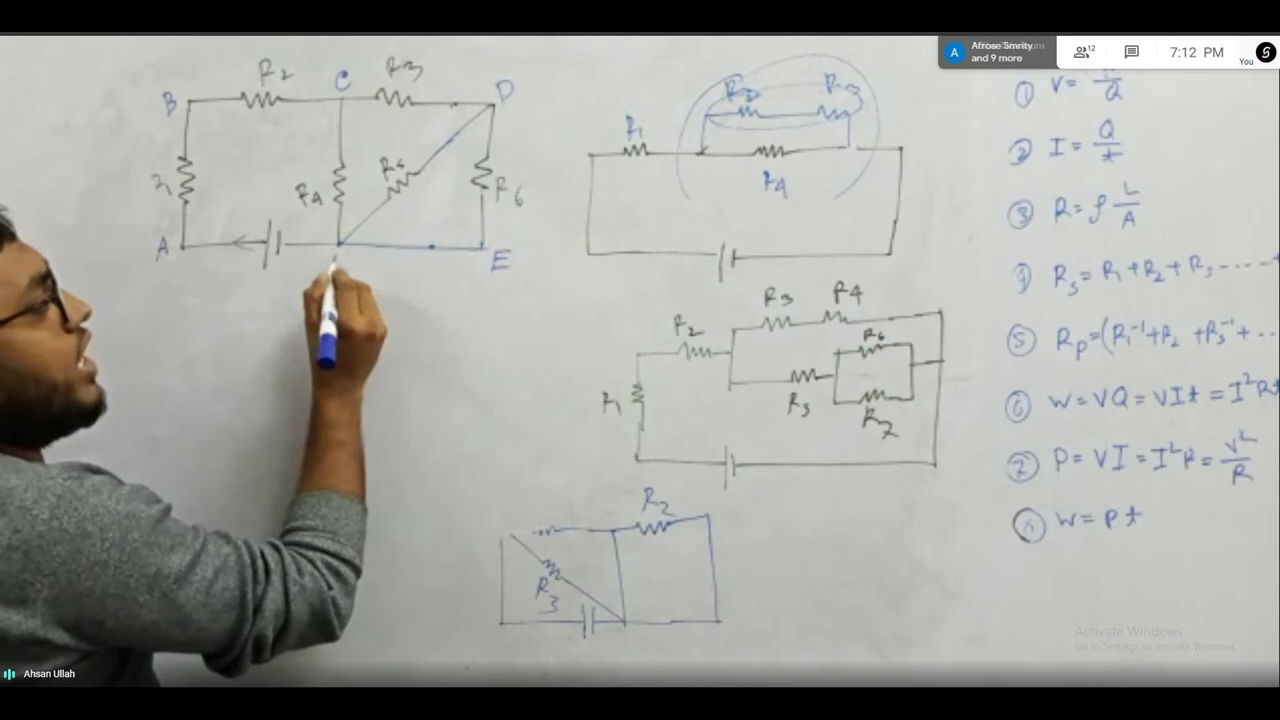 Afrose Smrity
and 9 more
A
12
7:12 PM
You
R2
C
R3
D
B
R1
R4
R5
R6
A
E
R2
R3
R1
R4
R3
R4
R2
R6
R1
R5
R7
R2
R3
① V =
Q
② I = Q/t
③ R = ρ L/A
Rs = R1 + R2 + R3 -----+
⑤ Rp = (R1⁻¹ + R2 + R3⁻¹ + ...
⑥ W = VQ = VIt = I²Rt
⑦ P = VI = I²R = V²/R
W = Pt
Activate Windows
Go to Settings to activate Windows.
Ahsan Ullah